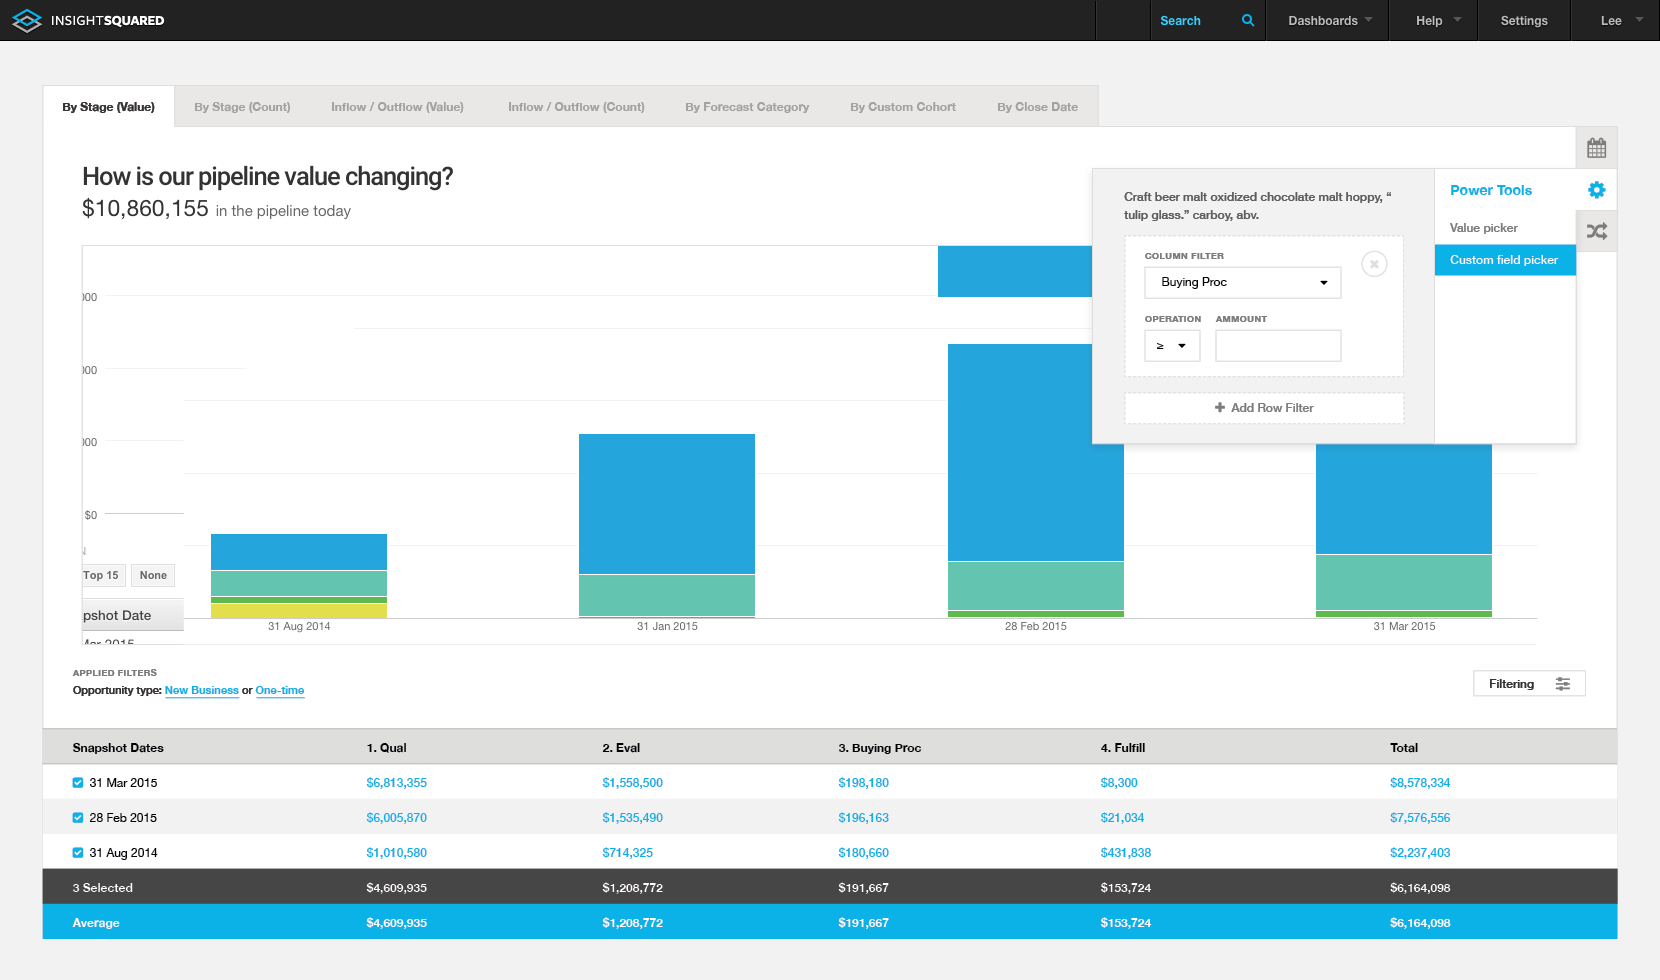 INSIGHTSQUARED
Search
Dashboards
Help
Settings
Lee
By Stage (Value)
By Stage (Count)
Inflow / Outflow (Value)
Inflow / Outflow (Count)
By Forecast Category
By Custom Cohort
By Close Date
How is our pipeline value changing?
$10,860,155 in the pipeline today
Craft beer malt oxidized chocolate malt hoppy, “
tulip glass.” carboy, abv.
COLUMN FILTER
Buying Proc
OPERATION AMMOUNT
≥
Add Row Filter
Power Tools
Value picker
Custom field picker
000
000
000
$0
Top 15 None
pshot Date
Mar 2015
31 Aug 2014 31 Jan 2015 28 Feb 2015 31 Mar 2015
APPLIED FILTERS
Opportunity type: New Business or One-time
Filtering
Snapshot Dates 1. Qual 2. Eval 3. Buying Proc 4. Fulfill Total
31 Mar 2015 $6,813,355 $1,558,500 $198,180 $8,300 $8,578,334
28 Feb 2015 $6,005,870 $1,535,490 $196,163 $21,034 $7,576,556
31 Aug 2014 $1,010,580 $714,325 $180,660 $431,838 $2,237,403
3 Selected $4,609,935 $1,208,772 $191,667 $153,724 $6,164,098
Average $4,609,935 $1,208,772 $191,667 $153,724 $6,164,098